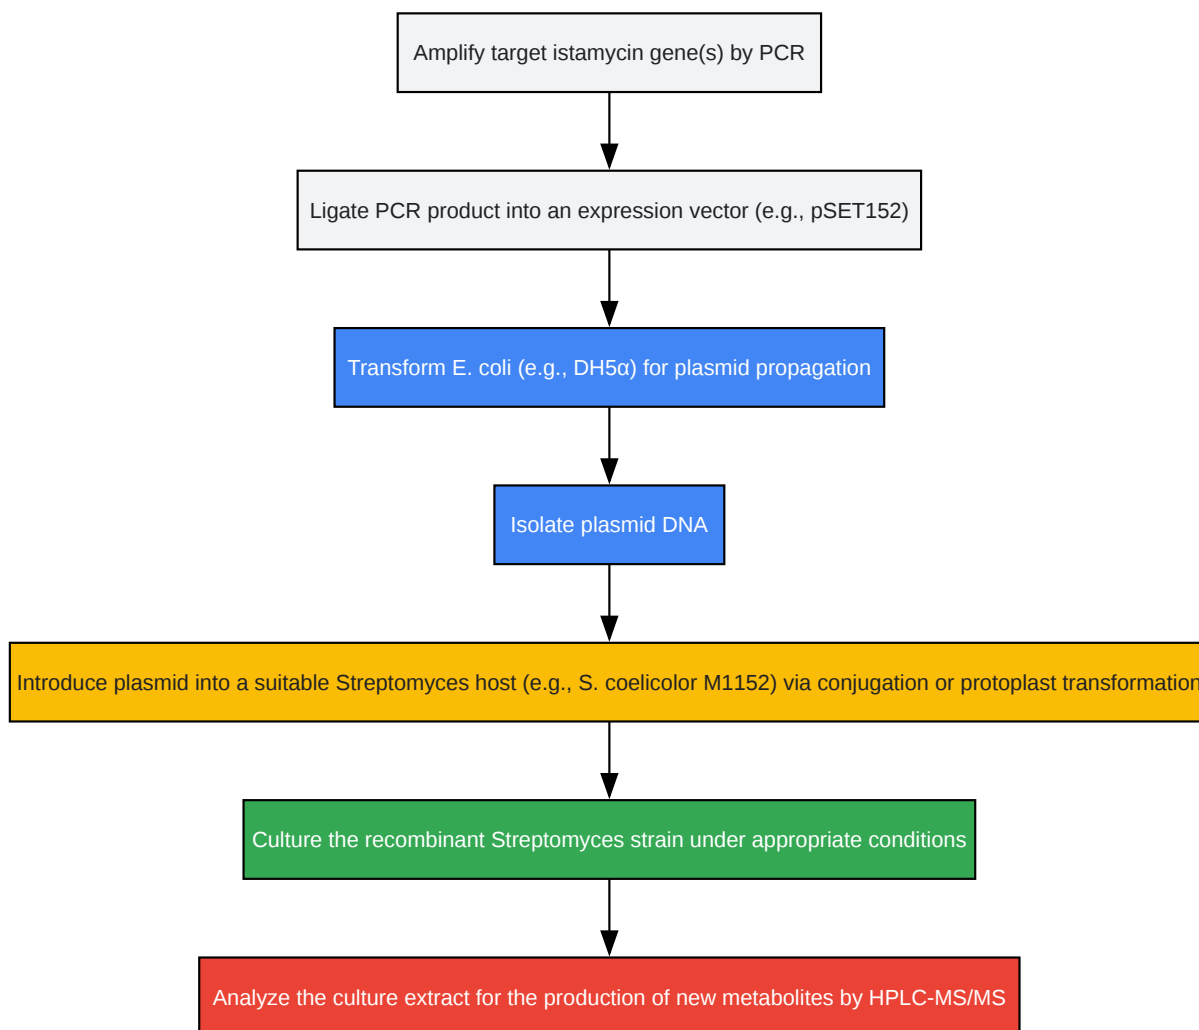 Amplify target istamycin gene(s) by PCR
Ligate PCR product into an expression vector (e.g., pSET152)
Transform E. coli (e.g., DH5α) for plasmid propagation
Isolate plasmid DNA
Introduce plasmid into a suitable Streptomyces host (e.g., S. coelicolor M1152) via conjugation or protoplast transformation
Culture the recombinant Streptomyces strain under appropriate conditions
Analyze the culture extract for the production of new metabolites by HPLC-MS/MS